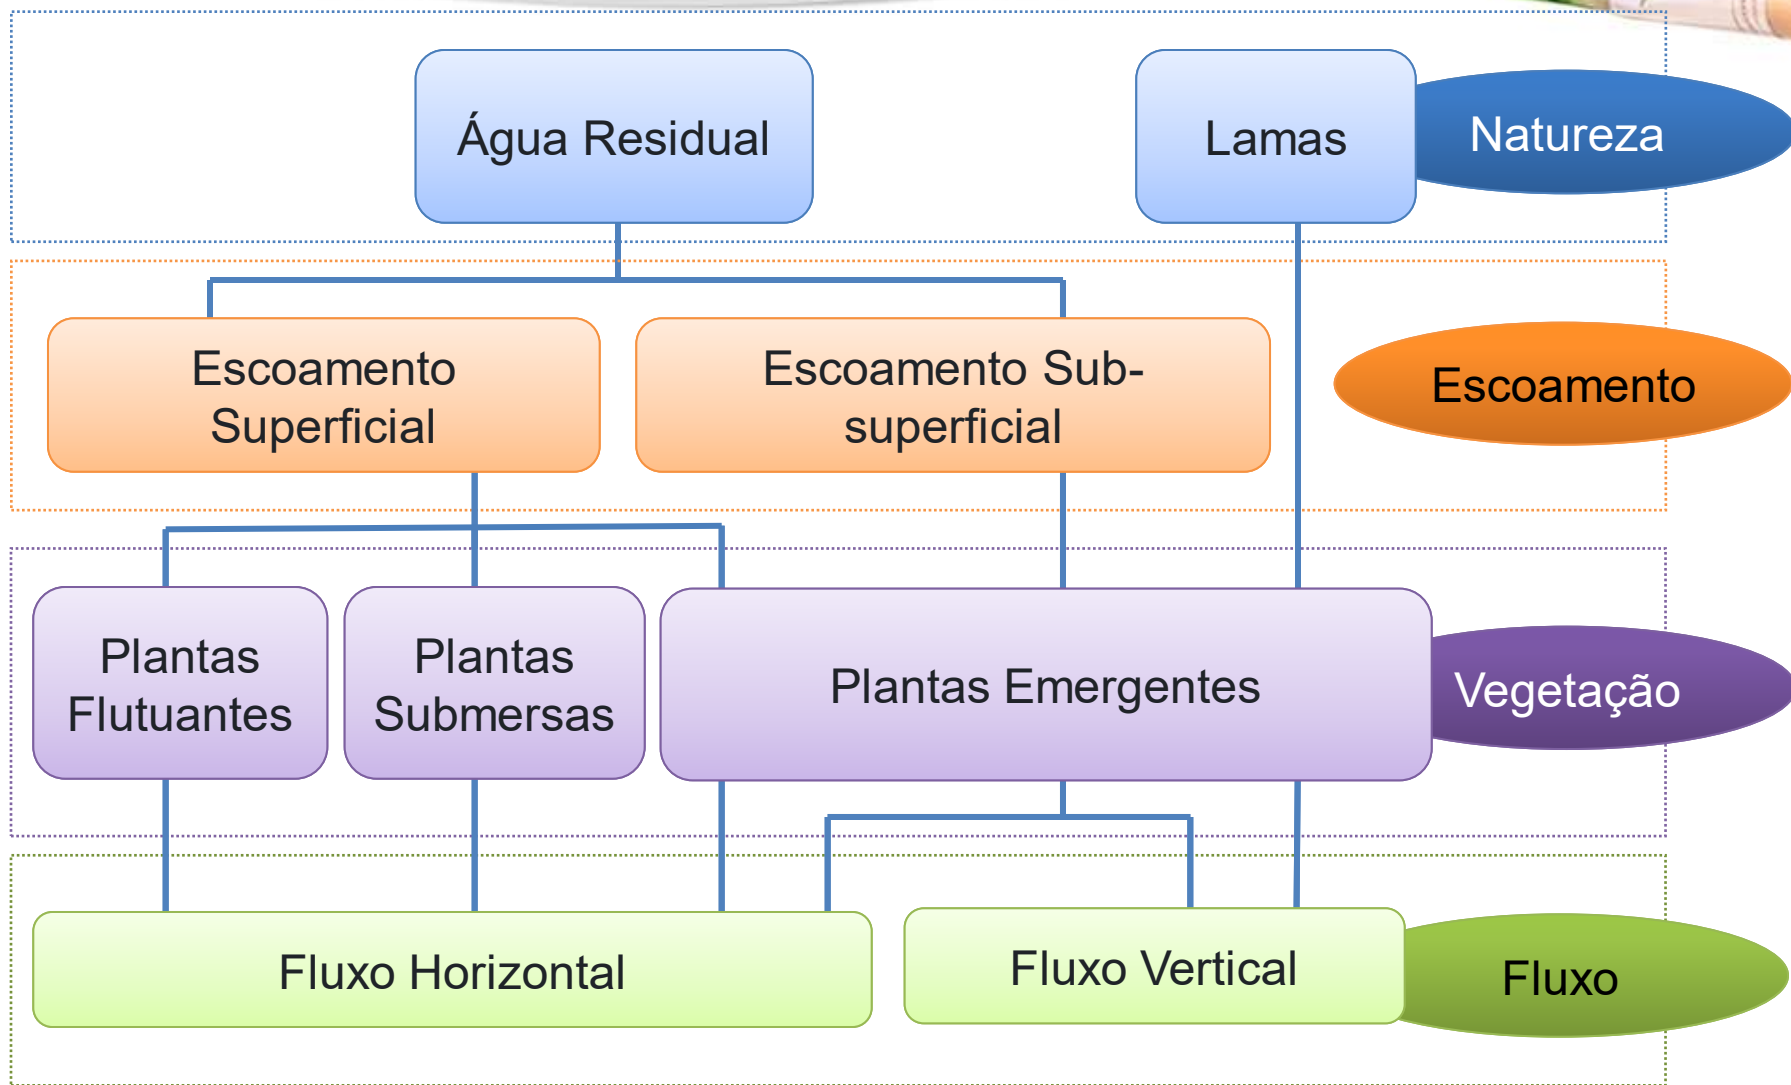 Água Residual
Lamas
Natureza
Escoamento
Superficial
Escoamento Sub-
superficial
Escoamento
Plantas
Flutuantes
Plantas
Submersas
Plantas Emergentes
Vegetação
Fluxo Horizontal
Fluxo Vertical
Fluxo